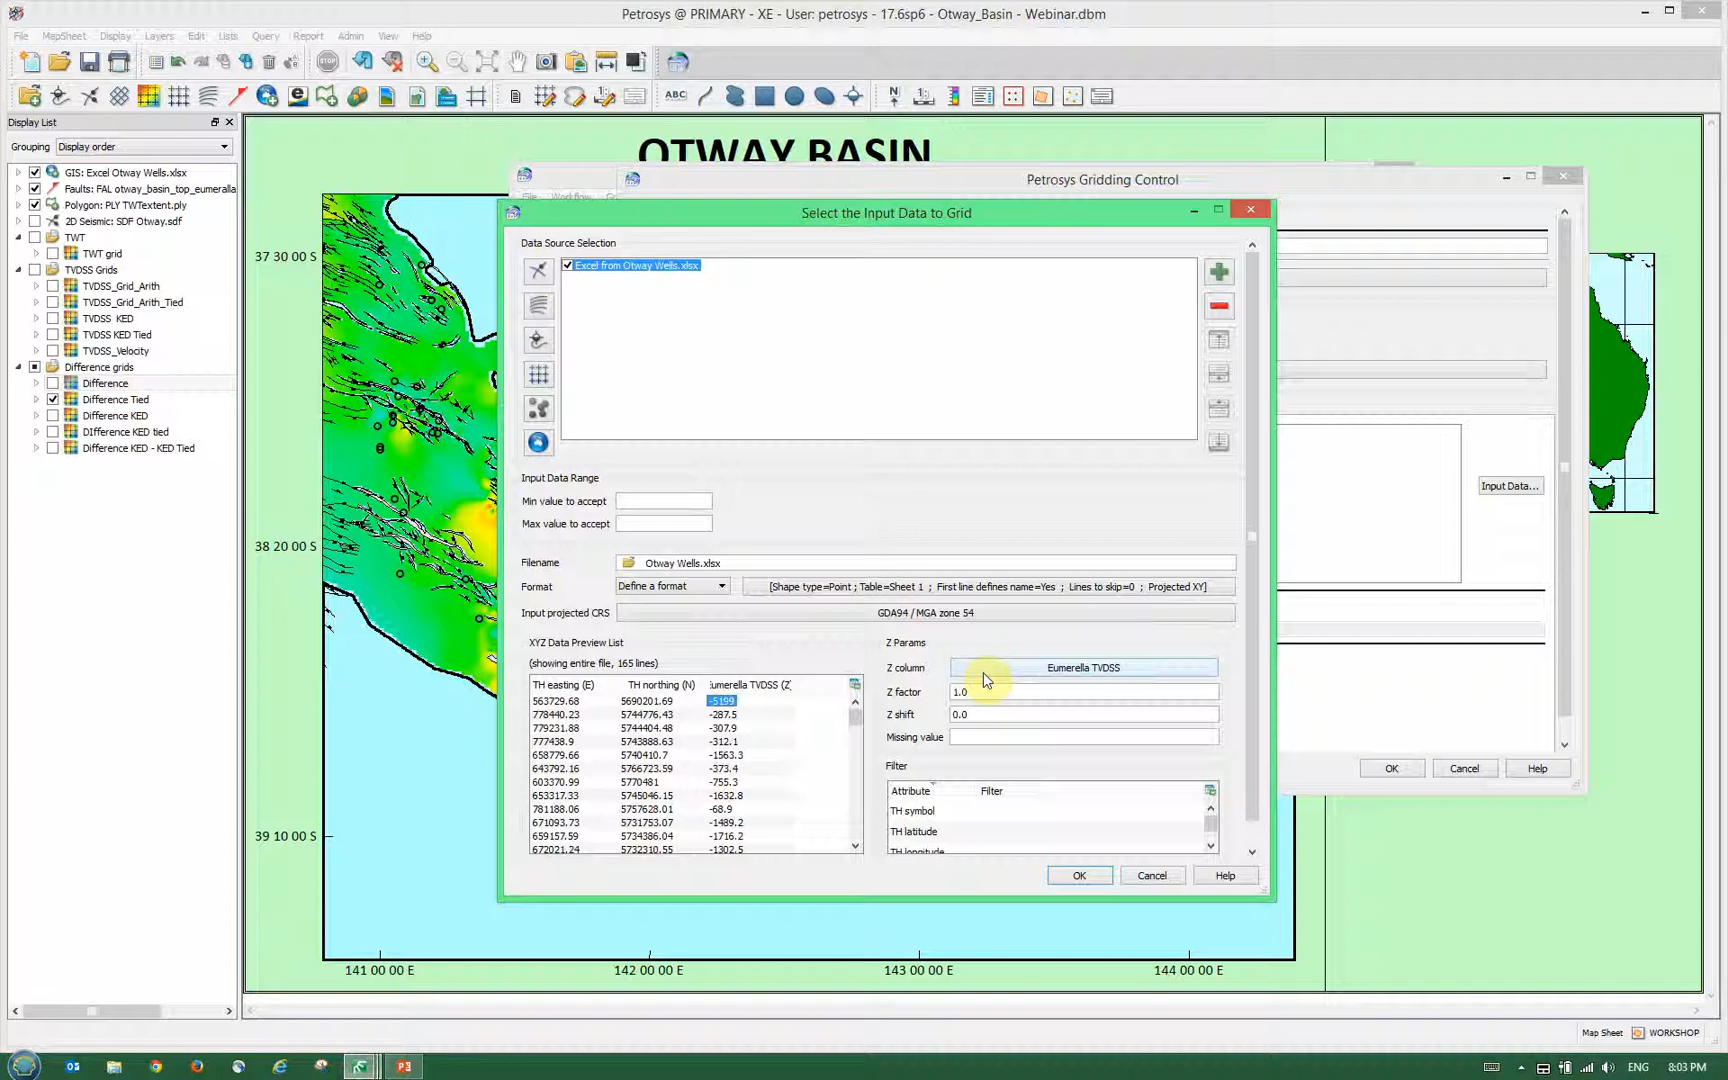 Petrosys @ PRIMARY - XE - User: petrosys - 17.6sp6 - Otway_Basin - Webinar.dbm
File MapSheet Display Layers Edit Lists Query Report Admin View Help
STOP
ABC
Display List
Grouping Display order
GIS: Excel Otway Wells.xlsx
Faults: FAL otway_basin_top_eumeralla
Polygon: PLY TWTextent.ply
2D Seismic: SDF Otway.sdf
TWT
TWT grid
TVDSS Grids
TVDSS_Grid_Arith
TVDSS_Grid_Arith_Tied
TVDSS KED
TVDSS KED Tied
TVDSS_Velocity
Difference grids
Difference
Difference Tied
Difference KED
DIfference KED tied
Difference KED - KED Tied
OTWAY BASIN
37 30 00 S
38 20 00 S
39 10 00 S
141 00 00 E
142 00 00 E
143 00 00 E
144 00 00 E
Petrosys Gridding Control
Input Data...
OK Cancel Help
Select the Input Data to Grid
Data Source Selection
Excel from Otway Wells.xlsx
Input Data Range
Min value to accept
Max value to accept
Filename Otway Wells.xlsx
Format Define a format [Shape type=Point ; Table=Sheet 1 ; First line defines name=Yes ; Lines to skip=0 ; Projected XY]
Input projected CRS GDA94 / MGA zone 54
XYZ Data Preview List
(showing entire file, 165 lines)
TH easting (E) TH northing (N) :umerella TVDSS (Z)
563729.68 5690201.69 -5199
778440.23 5744776.43 -287.5
779231.88 5744404.48 -307.9
777438.9 5743888.63 -312.1
658779.66 5740410.7 -1563.3
643792.16 5766723.59 -373.4
603370.99 5770481 -755.3
653317.33 5745046.15 -1632.8
781188.06 5757628.01 -68.9
671093.73 5731753.07 -1489.2
659157.59 5734386.04 -1716.2
672021.24 5732310.55 -1302.5
Z Params
Z column Eumerella TVDSS
Z factor 1.0
Z shift 0.0
Missing value
Filter
Attribute Filter
TH symbol
TH latitude
TH longitude
OK Cancel Help
Map Sheet WORKSHOP
ENG 8:03 PM